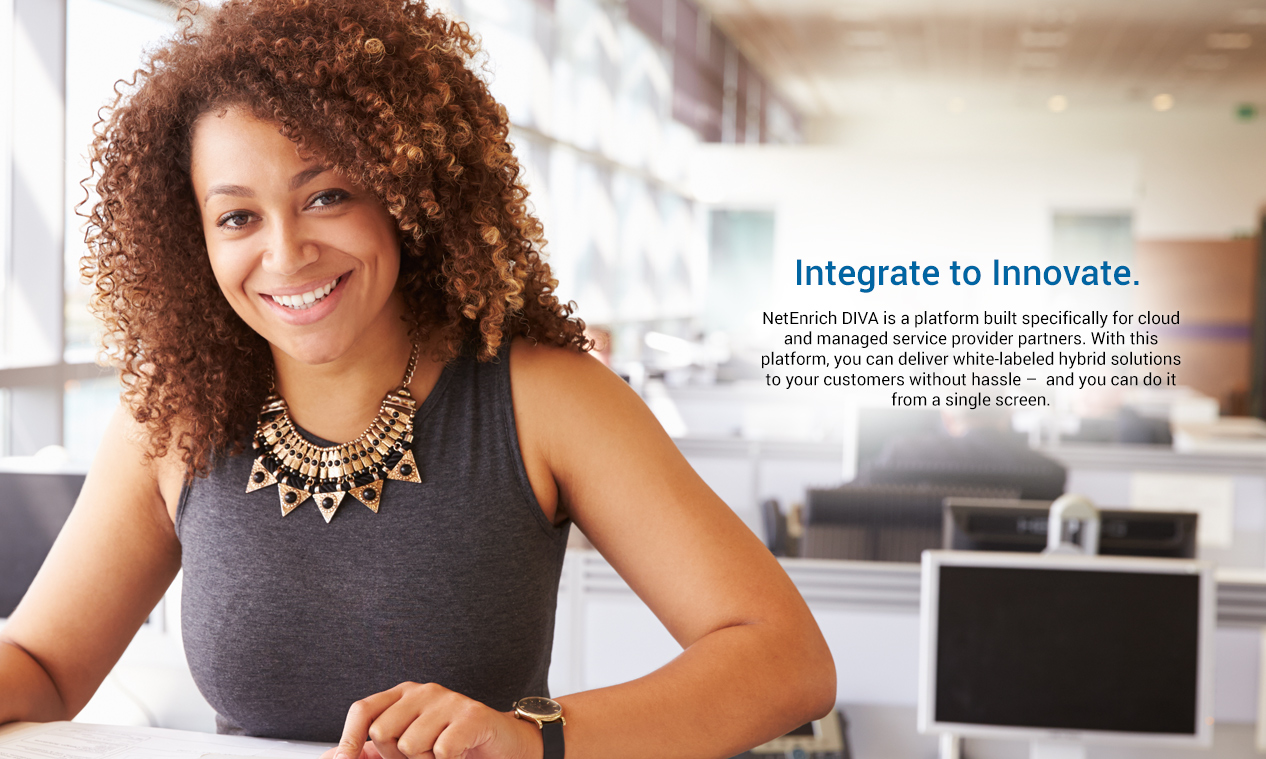 Integrate to Innovate.
NetEnrich DIVA is a platform built specifically for cloud
and managed service provider partners. With this
platform, you can deliver white-labeled hybrid solutions
to your customers without hassle –  and you can do it
from a single screen.